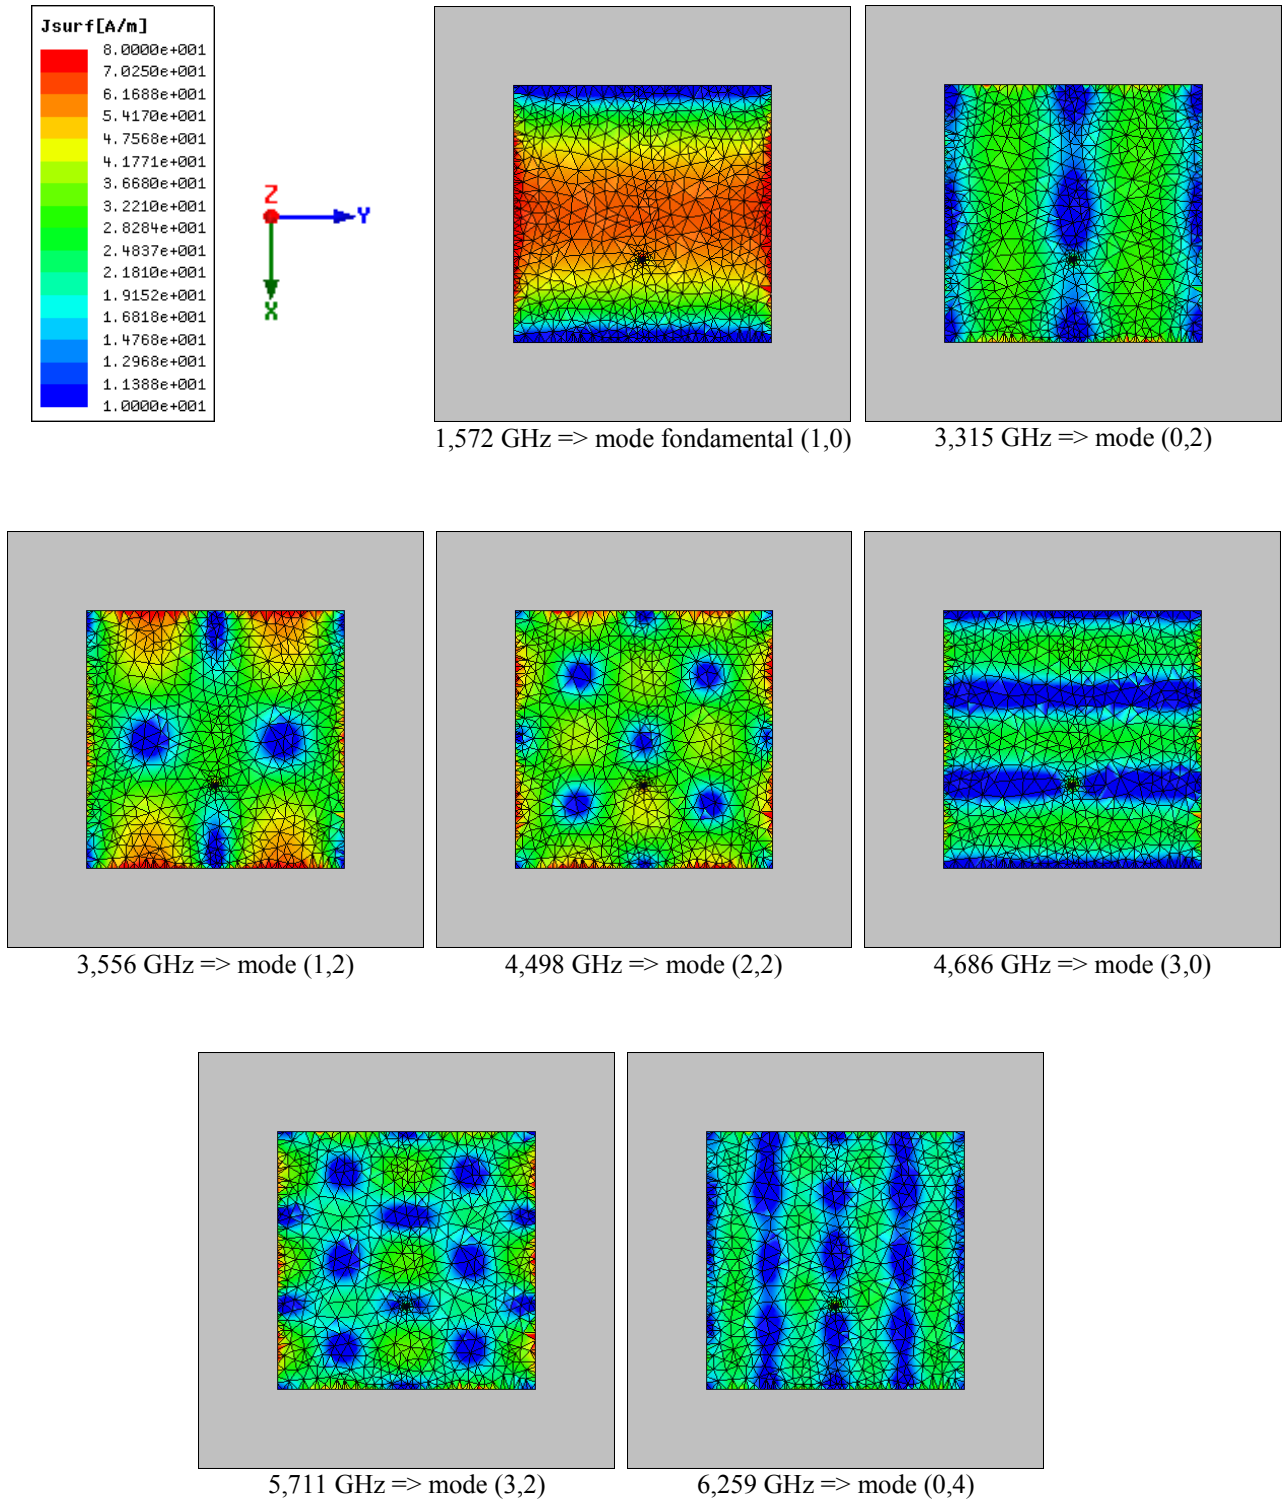 Jsurf[A/m]
8.0000e+001
7.0250e+001
6.1688e+001
5.4170e+001
4.7568e+001
4.1771e+001
3.6680e+001
3.2210e+001
2.8284e+001
2.4837e+001
2.1810e+001
1.9152e+001
1.6818e+001
1.4768e+001
1.2968e+001
1.1388e+001
1.0000e+001
Z
Y
X
1,572 GHz => mode fondamental (1,0)
3,315 GHz => mode (0,2)
3,556 GHz => mode (1,2)
4,498 GHz => mode (2,2)
4,686 GHz => mode (3,0)
5,711 GHz => mode (3,2)
6,259 GHz => mode (0,4)